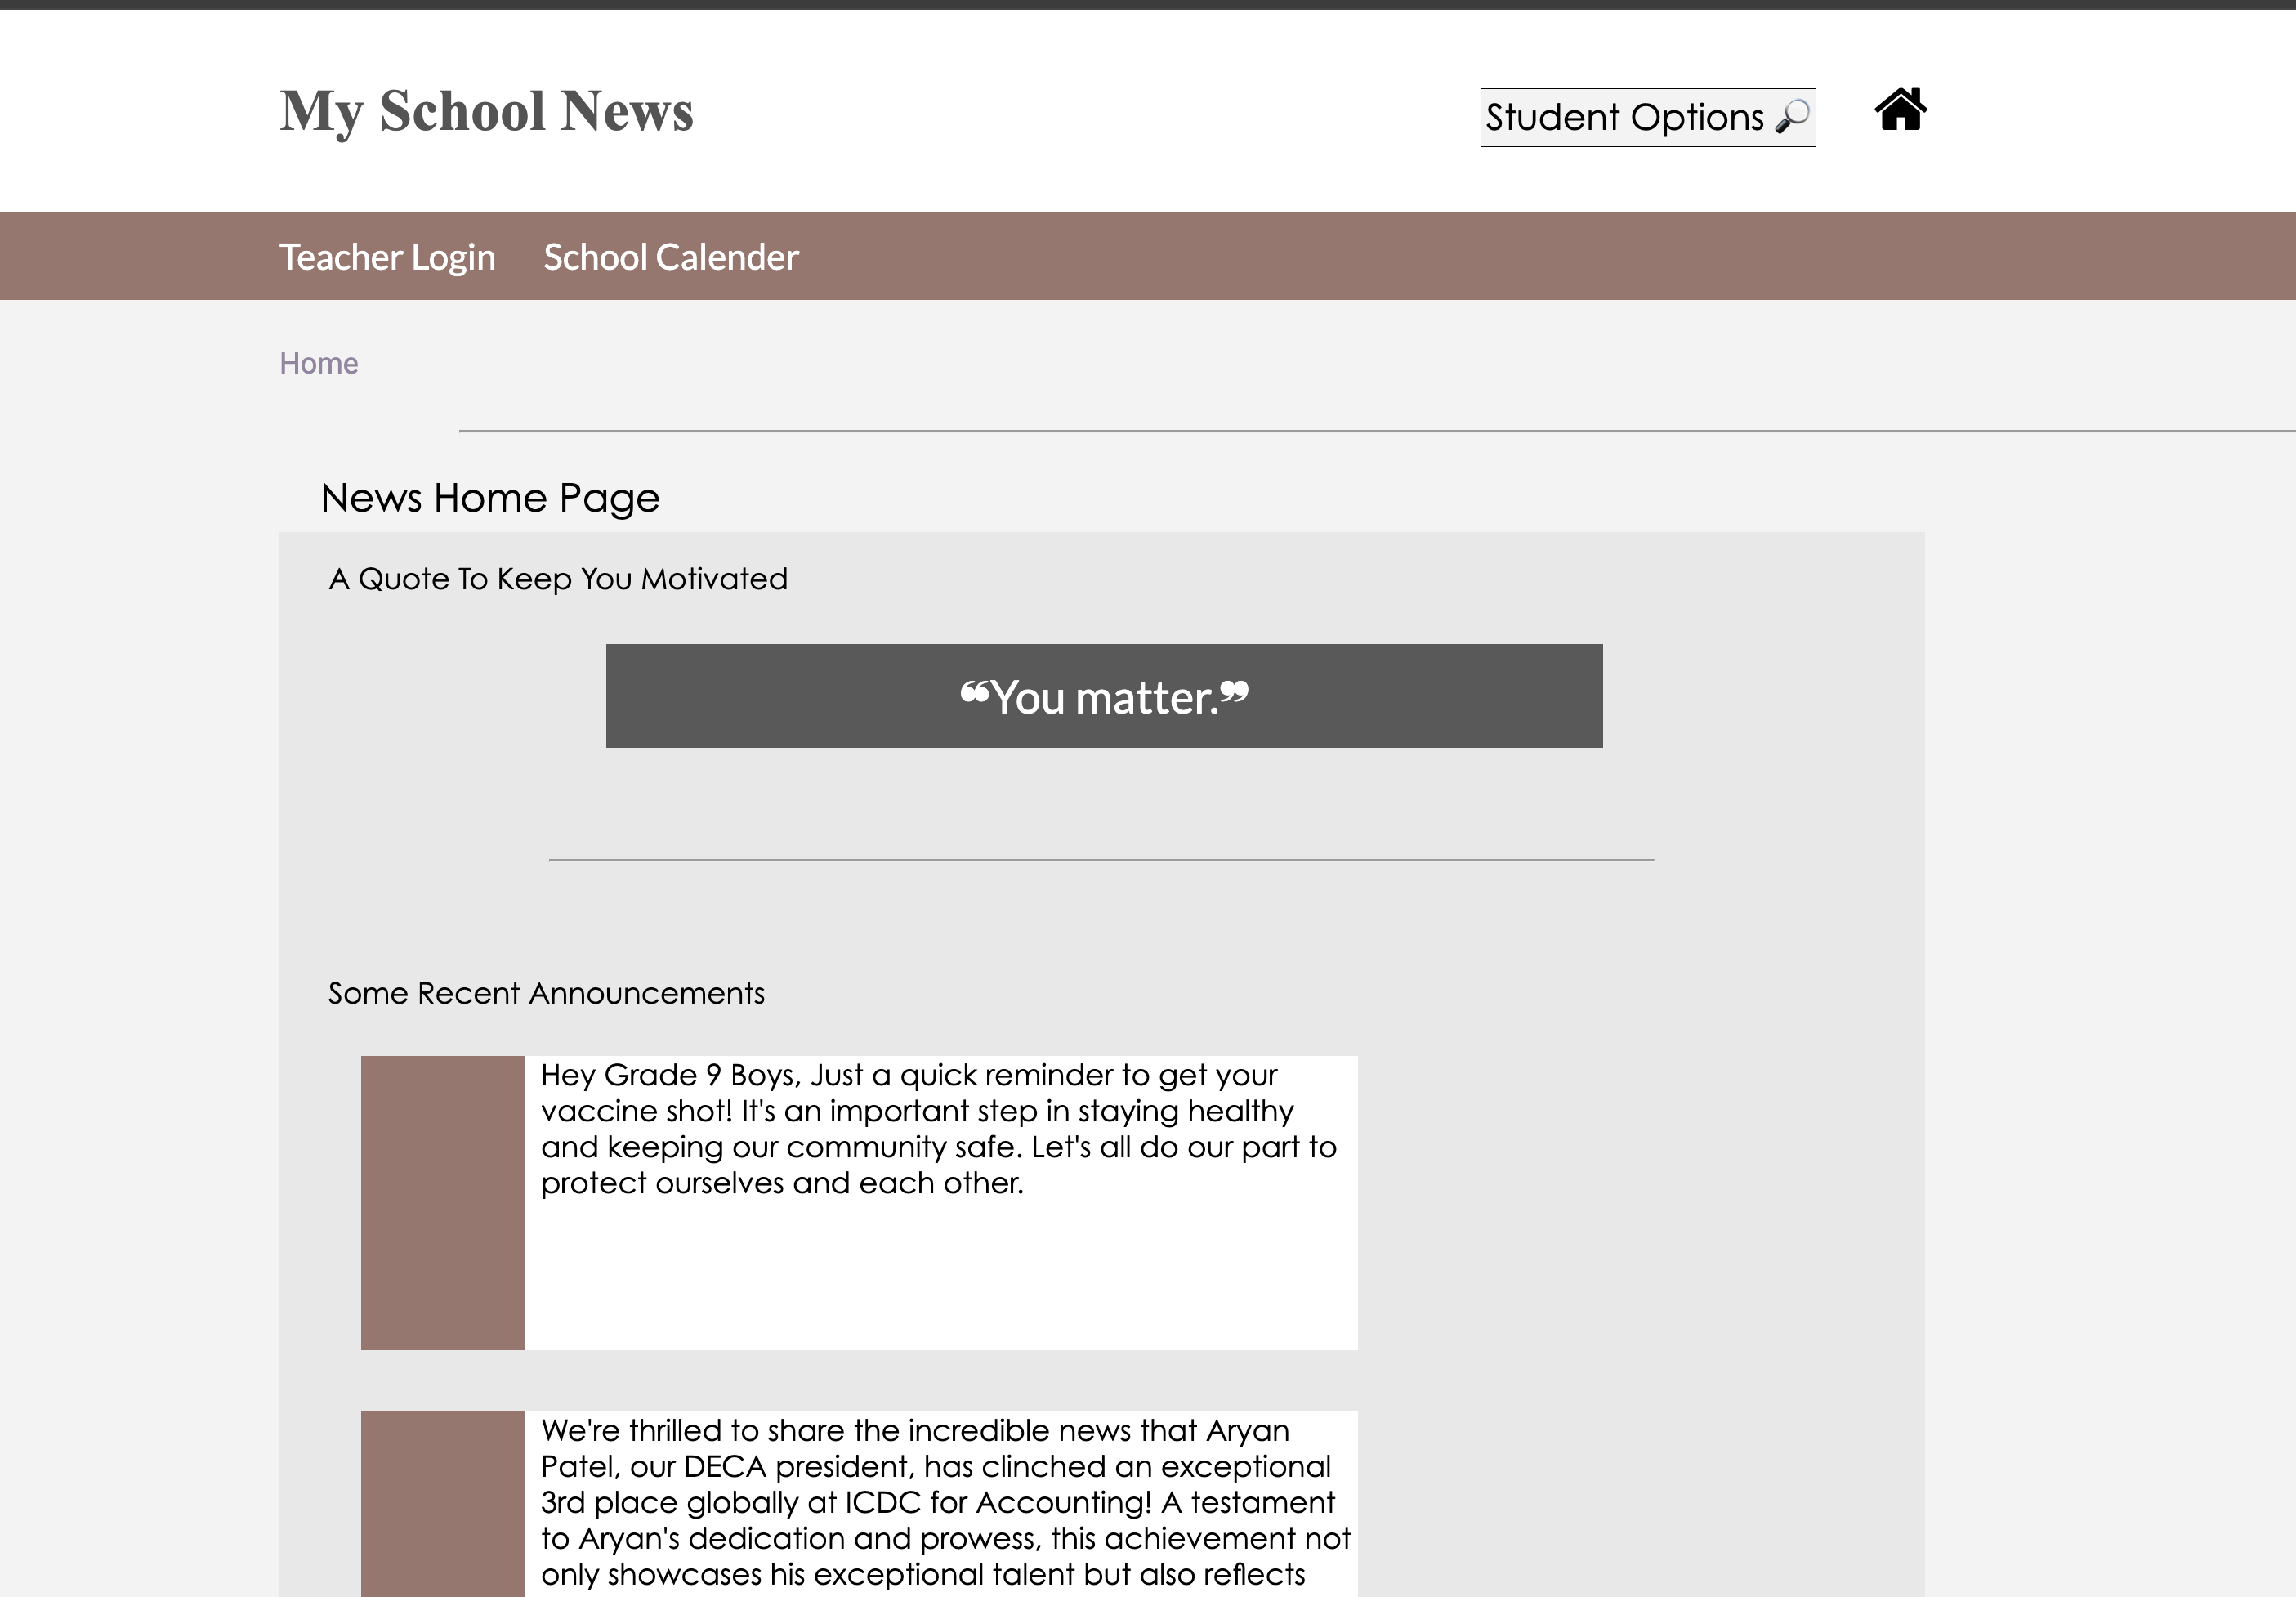 My School News
Student Options 🔎
Teacher Login School Calender
Home
News Home Page
A Quote To Keep You Motivated
❝You matter.❞
Some Recent Announcements
Hey Grade 9 Boys, Just a quick reminder to get your
vaccine shot! It's an important step in staying healthy
and keeping our community safe. Let's all do our part to
protect ourselves and each other.
We're thrilled to share the incredible news that Aryan
Patel, our DECA president, has clinched an exceptional
3rd place globally at ICDC for Accounting! A testament
to Aryan's dedication and prowess, this achievement not
only showcases his exceptional talent but also reflects